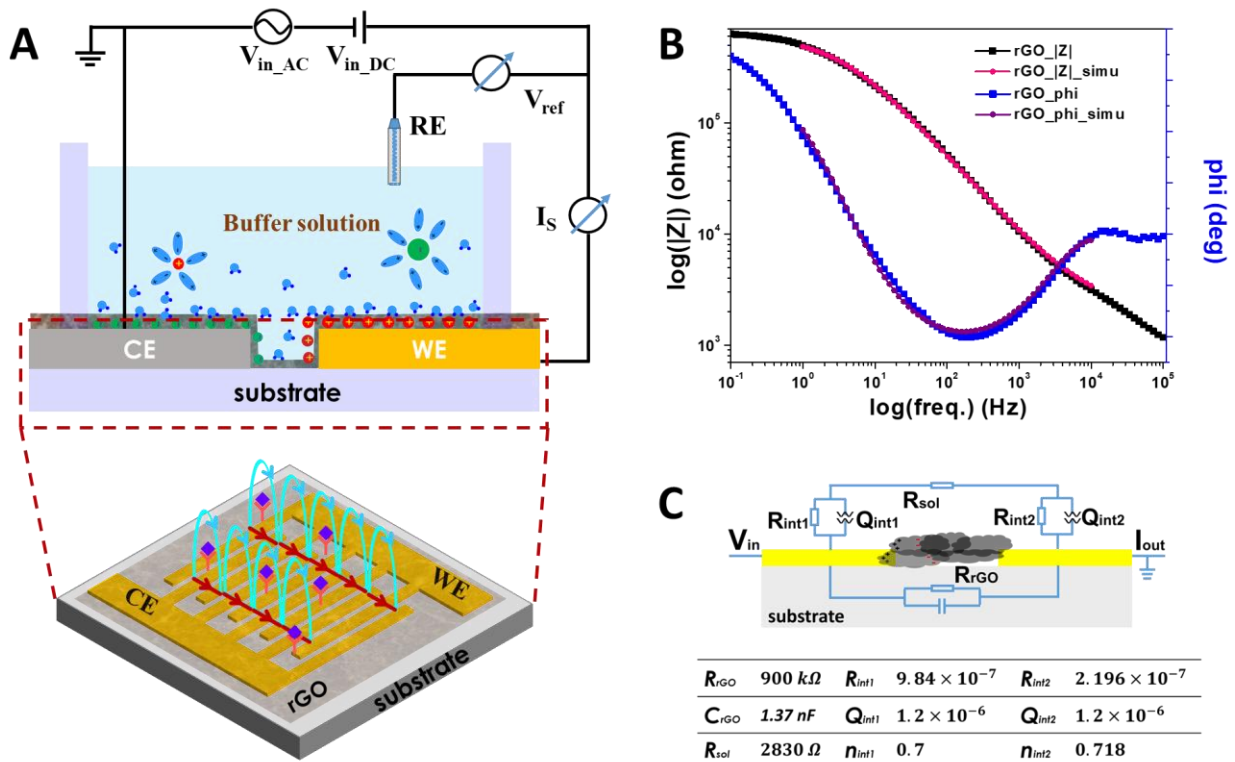 A
V_in_AC
V_in_DC
V_ref
RE
I_S
Buffer solution
CE
WE
substrate
CE
WE
rGO
substrate
B
rGO_|Z|
rGO_|Z|_simu
rGO_phi
rGO_phi_simu
log(|Z|) (ohm)
10^5
10^4
10^3
10^-1 10^0 10^1 10^2 10^3 10^4 10^5
log(freq.) (Hz)
phi (deg)
C
R_sol
R_int1 Q_int1 R_int2 Q_int2
V_in I_out
R_rGO
substrate
R_rGO 900 kΩ R_int1 9.84 × 10^-7 R_int2 2.196 × 10^-7
C_rGO 1.37 nF Q_int1 1.2 × 10^-6 Q_int2 1.2 × 10^-6
R_sol 2830 Ω n_int1 0.7 n_int2 0.718